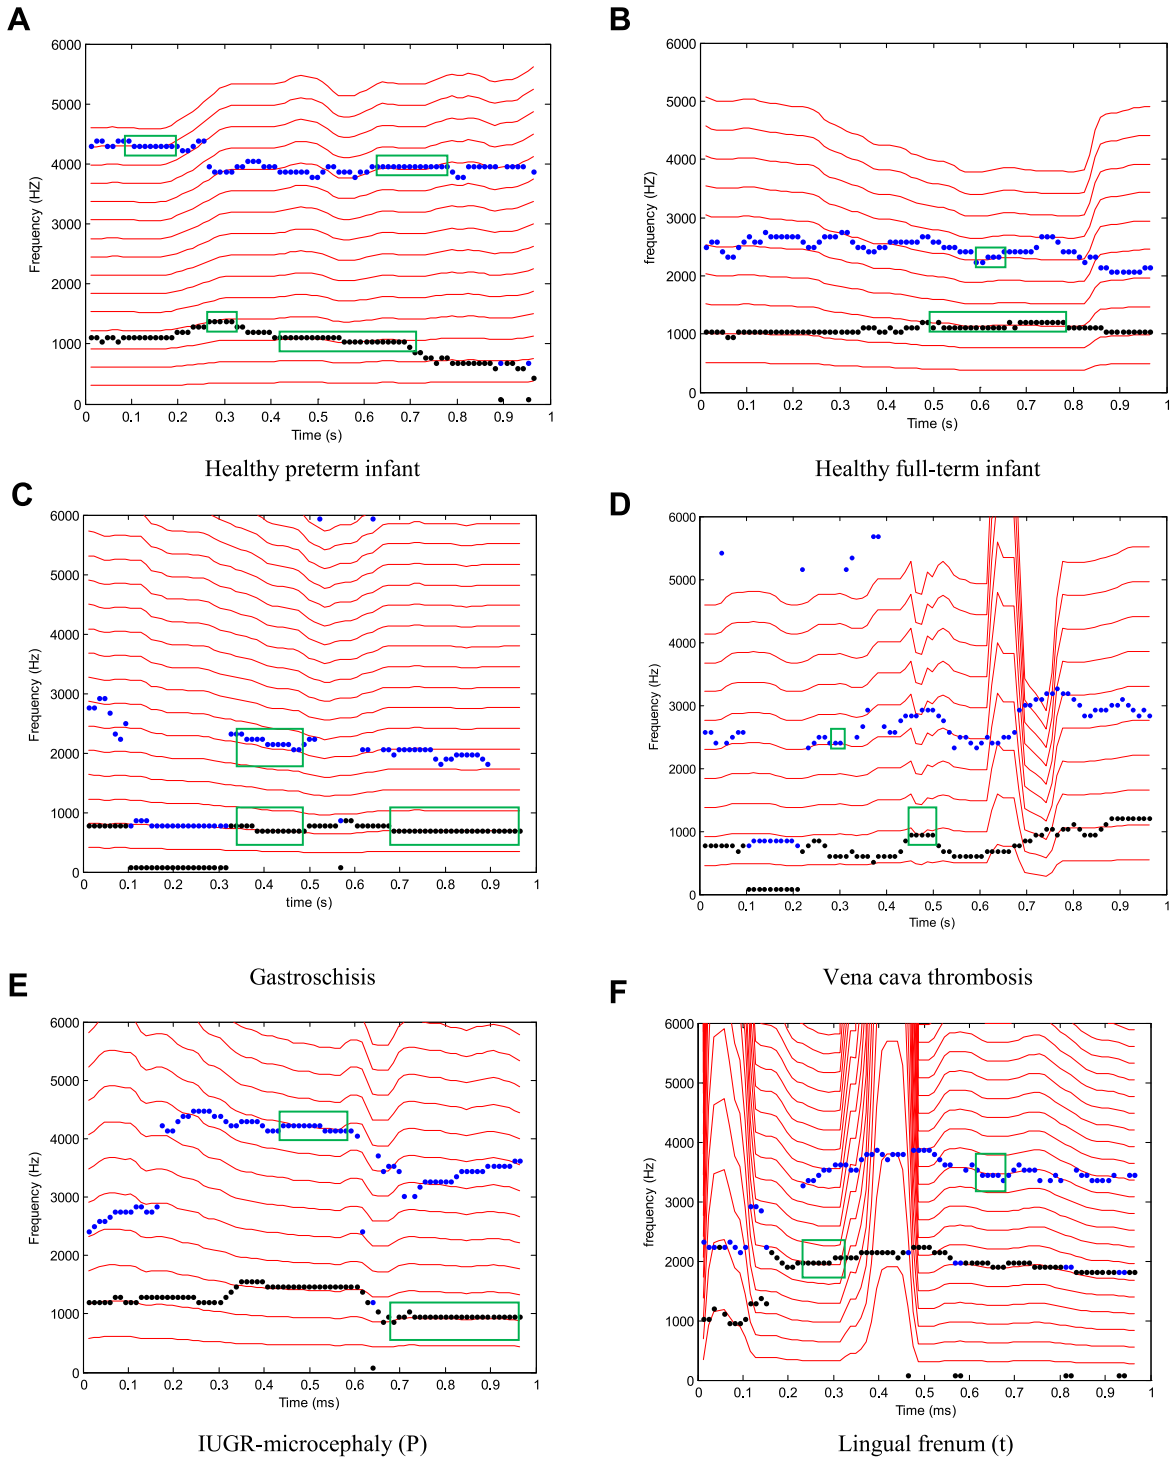 A
6000
5000
4000
3000
2000
1000
0
Frequency (HZ)
0 0.1 0.2 0.3 0.4 0.5 0.6 0.7 0.8 0.9 1
Time (s)
Healthy preterm infant
B
6000
5000
4000
3000
2000
1000
0
frequency (HZ)
0 0.1 0.2 0.3 0.4 0.5 0.6 0.7 0.8 0.9 1
Time (s)
Healthy full-term infant
C
6000
5000
4000
3000
2000
1000
0
Frequency (Hz)
0 0.1 0.2 0.3 0.4 0.5 0.6 0.7 0.8 0.9 1
time (s)
Gastroschisis
D
6000
5000
4000
3000
2000
1000
0
Frequency (Hz)
0 0.1 0.2 0.3 0.4 0.5 0.6 0.7 0.8 0.9 1
Time (s)
Vena cava thrombosis
E
6000
5000
4000
3000
2000
1000
0
Frequency (Hz)
0 0.1 0.2 0.3 0.4 0.5 0.6 0.7 0.8 0.9 1
Time (ms)
IUGR-microcephaly (P)
F
6000
5000
4000
3000
2000
1000
0
frequency (Hz)
0 0.1 0.2 0.3 0.4 0.5 0.6 0.7 0.8 0.9 1
Time (ms)
Lingual frenum (t)